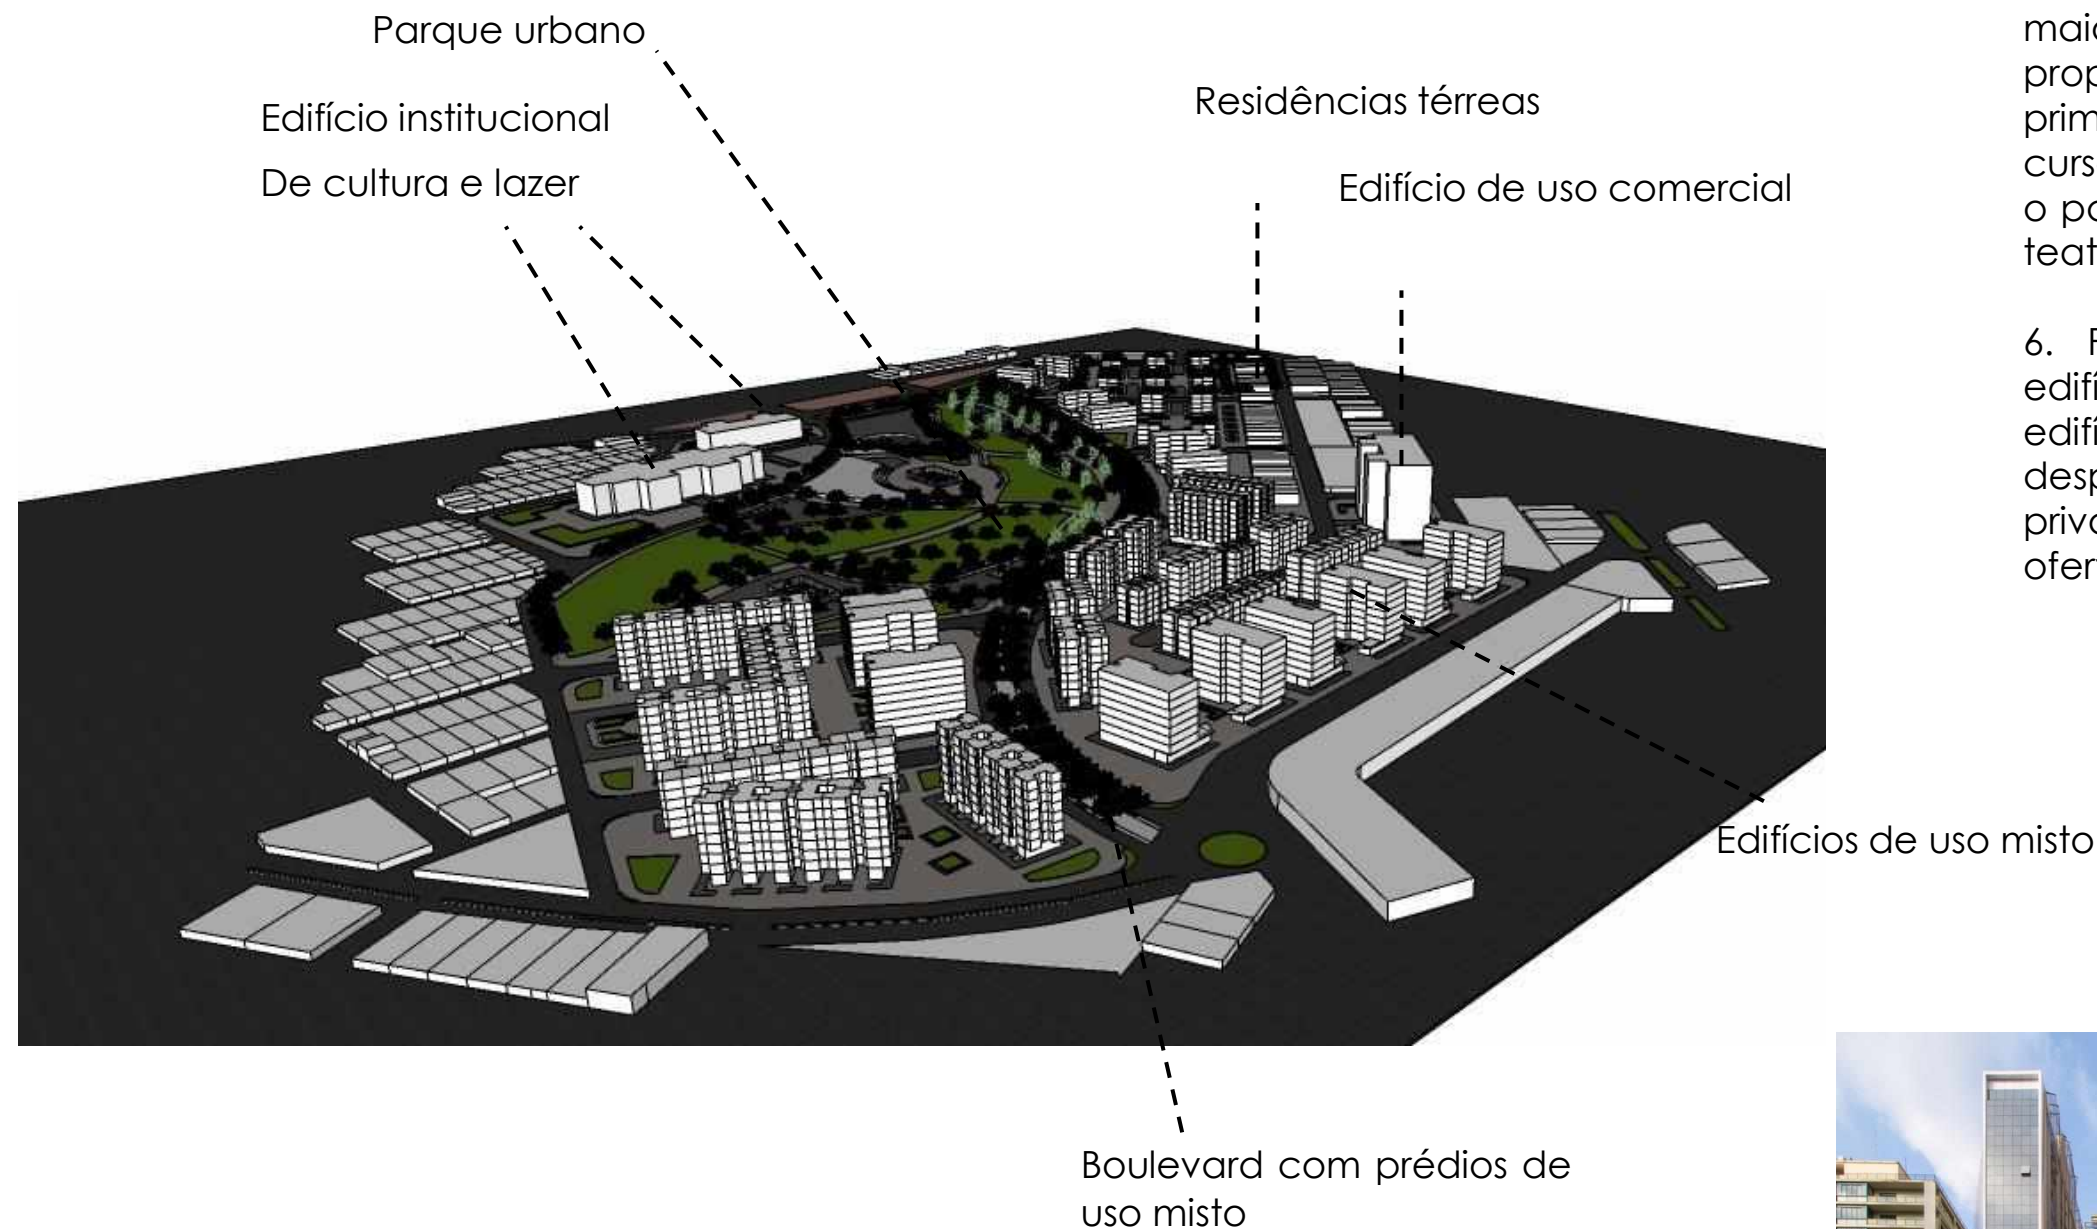 Parque urbano
Edifício institucional
De cultura e lazer
Residências térreas
Edifício de uso comercial
Edifícios de uso misto
Boulevard com prédios de
uso misto
o
6.